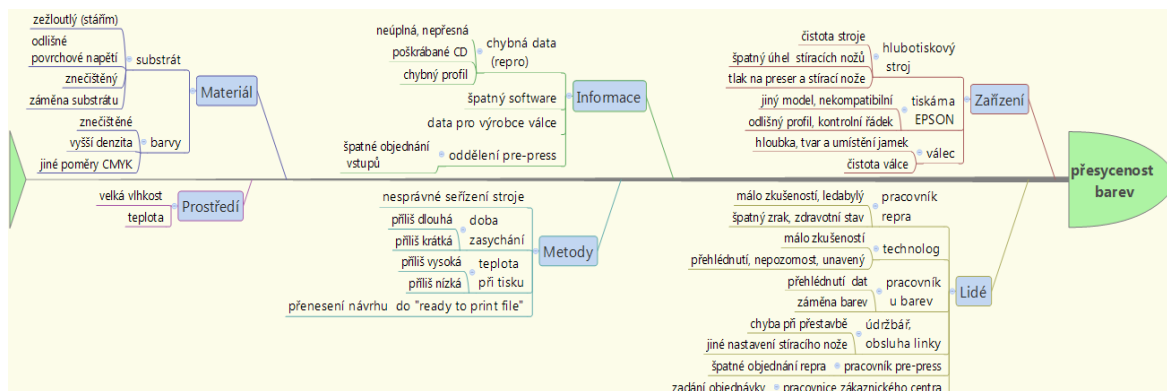 zežloutlý (stářím)
odlišné
povrchové napětí
znečištěný
záměna substrátu
substrát
znečištěné
vyšší denzita
jiné poměry CMYK
barvy
Materiál
neúplná, nepřesná
poškrábané CD
chybný profil
chybná data
(repro)
špatný software
data pro výrobce válce
špatné objednání
vstupů
oddělení pre-press
Informace
čistota stroje
špatný úhel stíracích nožů
tlak na preser a stírací nože
hlubotiskový
stroj
jiný model, nekompatibilní
odlišný profil, kontrolní řádek
tiskárna
EPSON
hloubka, tvar a umístění jamek
čistota válce
válec
Zařízení
přesycenost
barev
velká vlhkost
teplota
Prostředí
nesprávné seřízení stroje
příliš dlouhá
příliš krátká
doba
zasychání
příliš vysoká
příliš nízká
teplota
při tisku
přenesení návrhu do "ready to print file"
Metody
málo zkušeností, ledabylý
špatný zrak, zdravotní stav
pracovník
repra
málo zkušeností
přehlédnutí, nepozornost, unavený
technolog
přehlédnutí dat
záměna barev
pracovník
u barev
chyba při přestavbě
jiné nastavení stíracího nože
údržbář,
obsluha linky
špatné objednání repra
pracovník pre-press
zadání objednávky
pracovnice zákaznického centra
Lidé